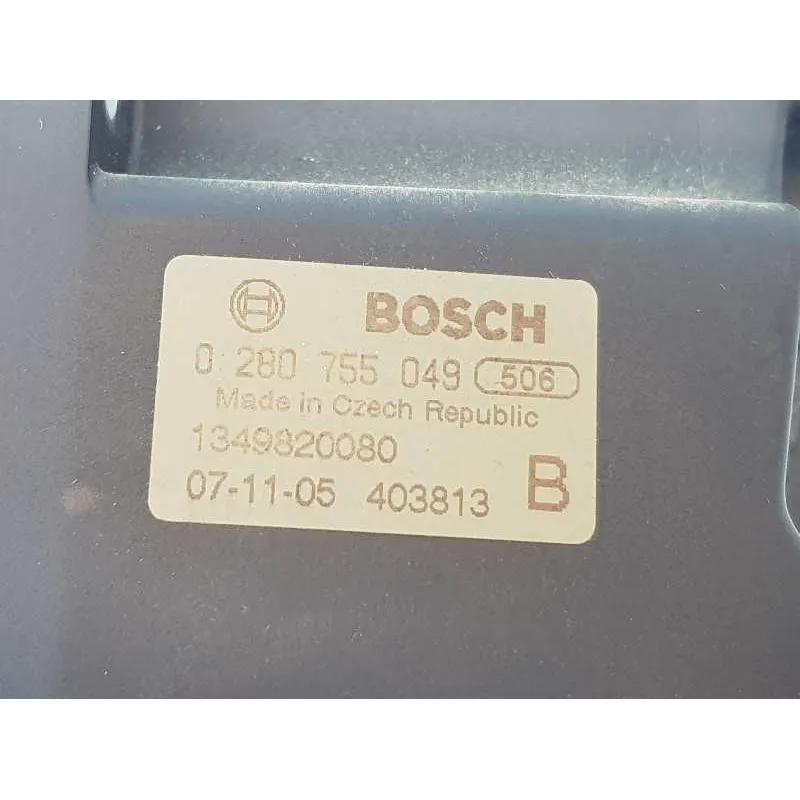 BOSCH
0 280 755 049 506
Made in Czech Republic
1349820080
07-11-05 403813 B